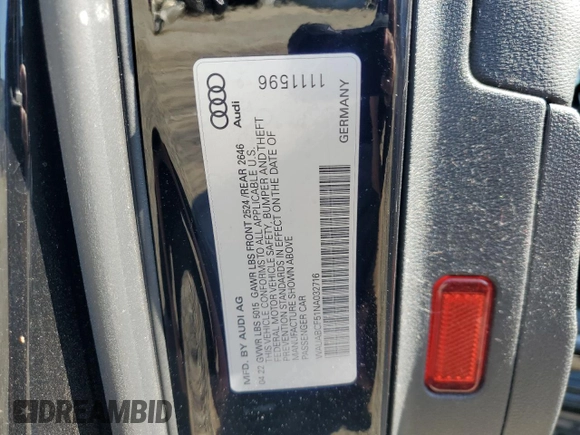 1111596
Audi
GERMANY
MFD. BY AUDI AG
04.22 GVWR LBS 5015 GAWR LBS FRONT 2524 /REAR 2646
THIS VEHICLE CONFORMS TO ALL APPLICABLE U.S.
FEDERAL MOTOR VEHICLE SAFETY, BUMPER AND THEFT
PREVENTION STANDARDS IN EFFECT ON THE DATE OF
MANUFACTURE SHOWN ABOVE
PASSENGER CAR
WAUABCF51NA032716
DREAMBID